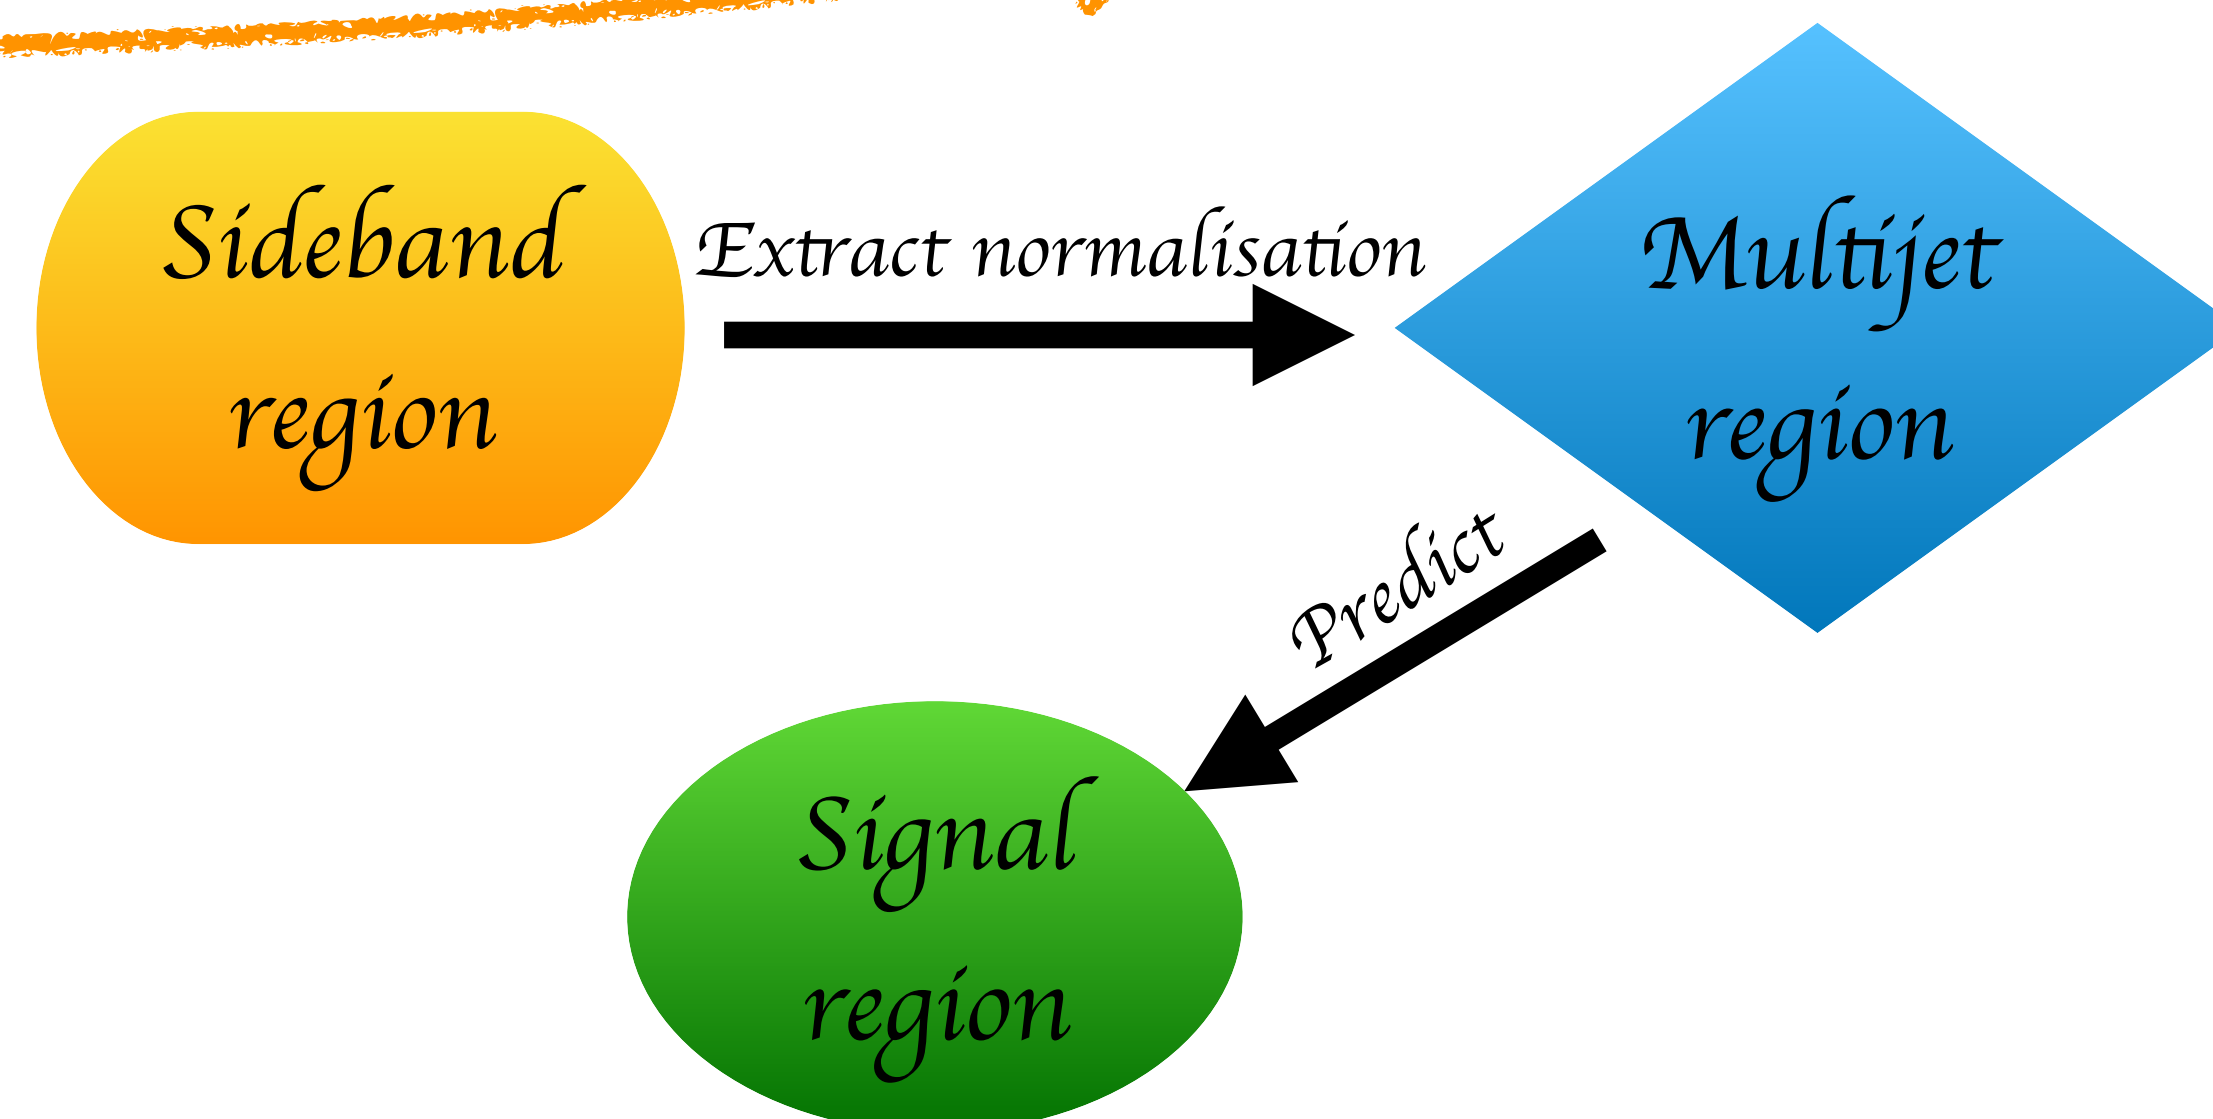 Sideband
region
Extract normalisation
Multijet
region
Predict
Signal
region